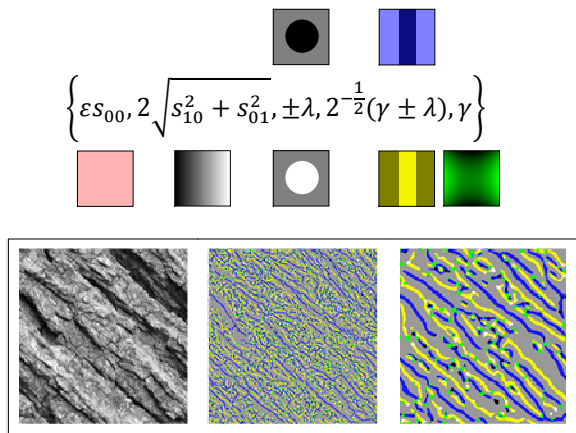 {εs₀₀, 2√(s₁₀² + s₀₁²), ±λ, 2^(-1/2)(γ ± λ), γ}